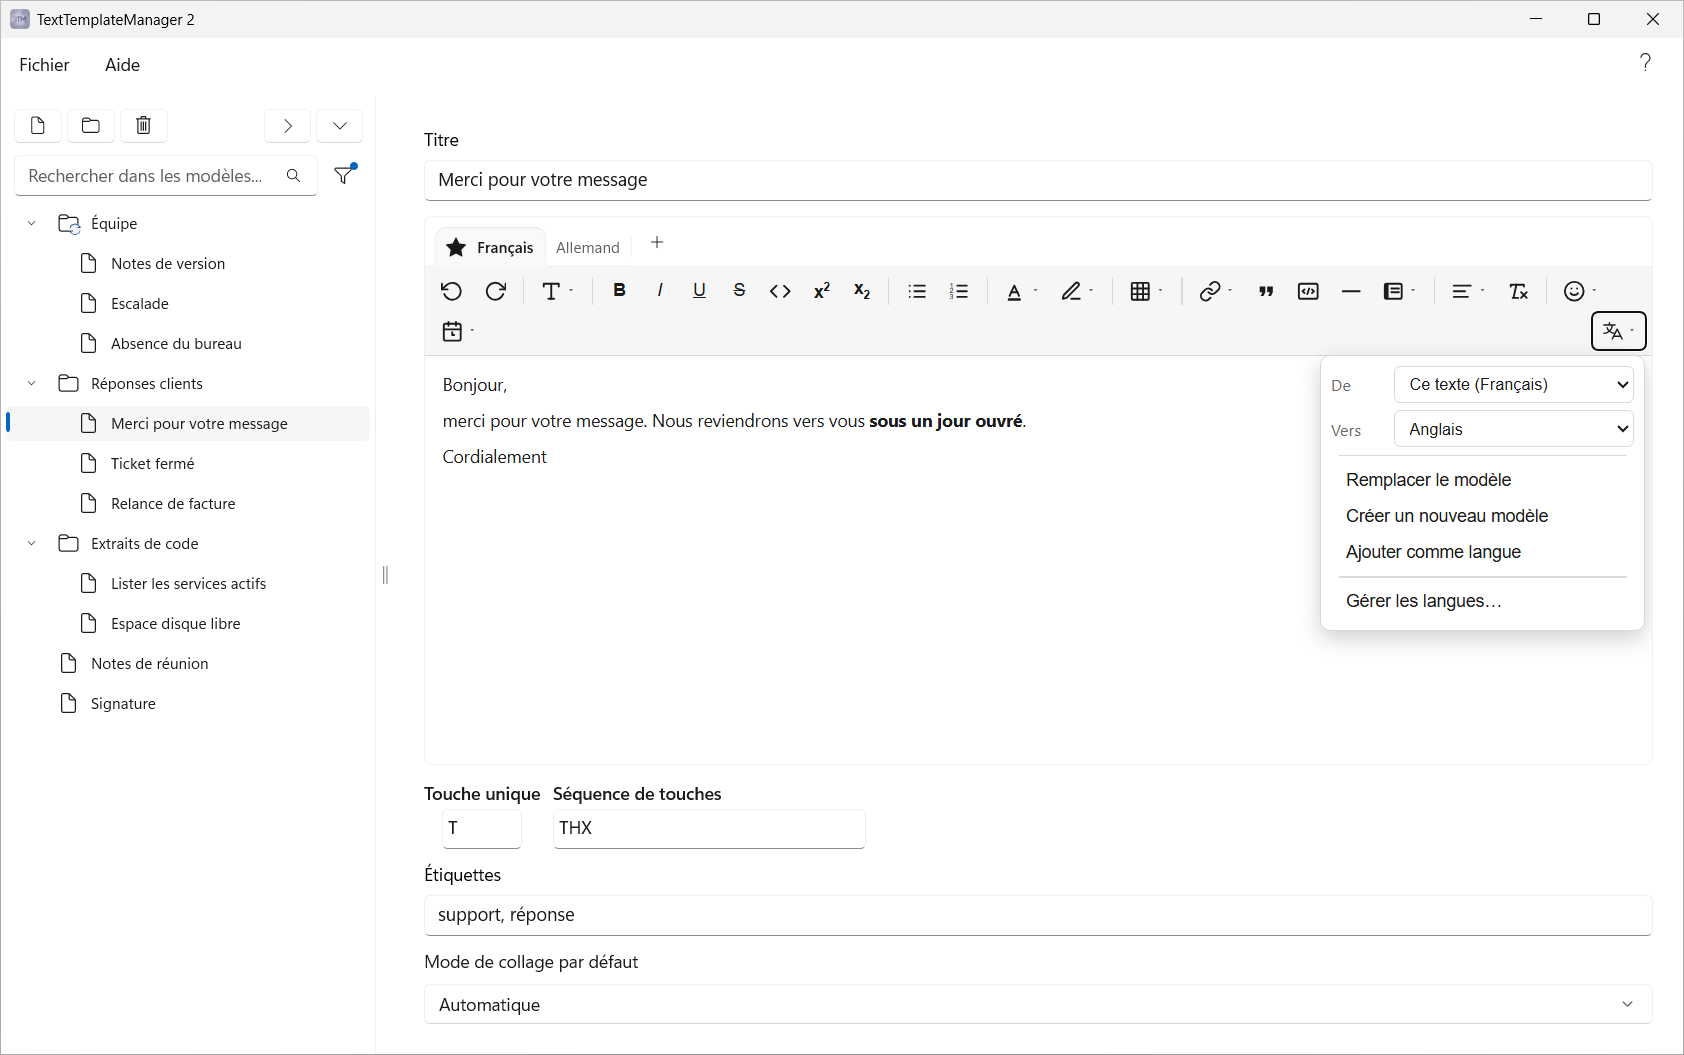 TextTemplateManager 2
Fichier Aide
?
Rechercher dans les modèles...
Équipe
Notes de version
Escalade
Absence du bureau
Réponses clients
Merci pour votre message
Ticket fermé
Relance de facture
Extraits de code
Lister les services actifs
Espace disque libre
Notes de réunion
Signature
Titre
Merci pour votre message
Français Allemand +
T B I U S x² x₂ A
Bonjour,
merci pour votre message. Nous reviendrons vers vous sous un jour ouvré.
Cordialement
De Ce texte (Français)
Vers Anglais
Remplacer le modèle
Créer un nouveau modèle
Ajouter comme langue
Gérer les langues…
Touche unique Séquence de touches
T THX
Étiquettes
support, réponse
Mode de collage par défaut
Automatique